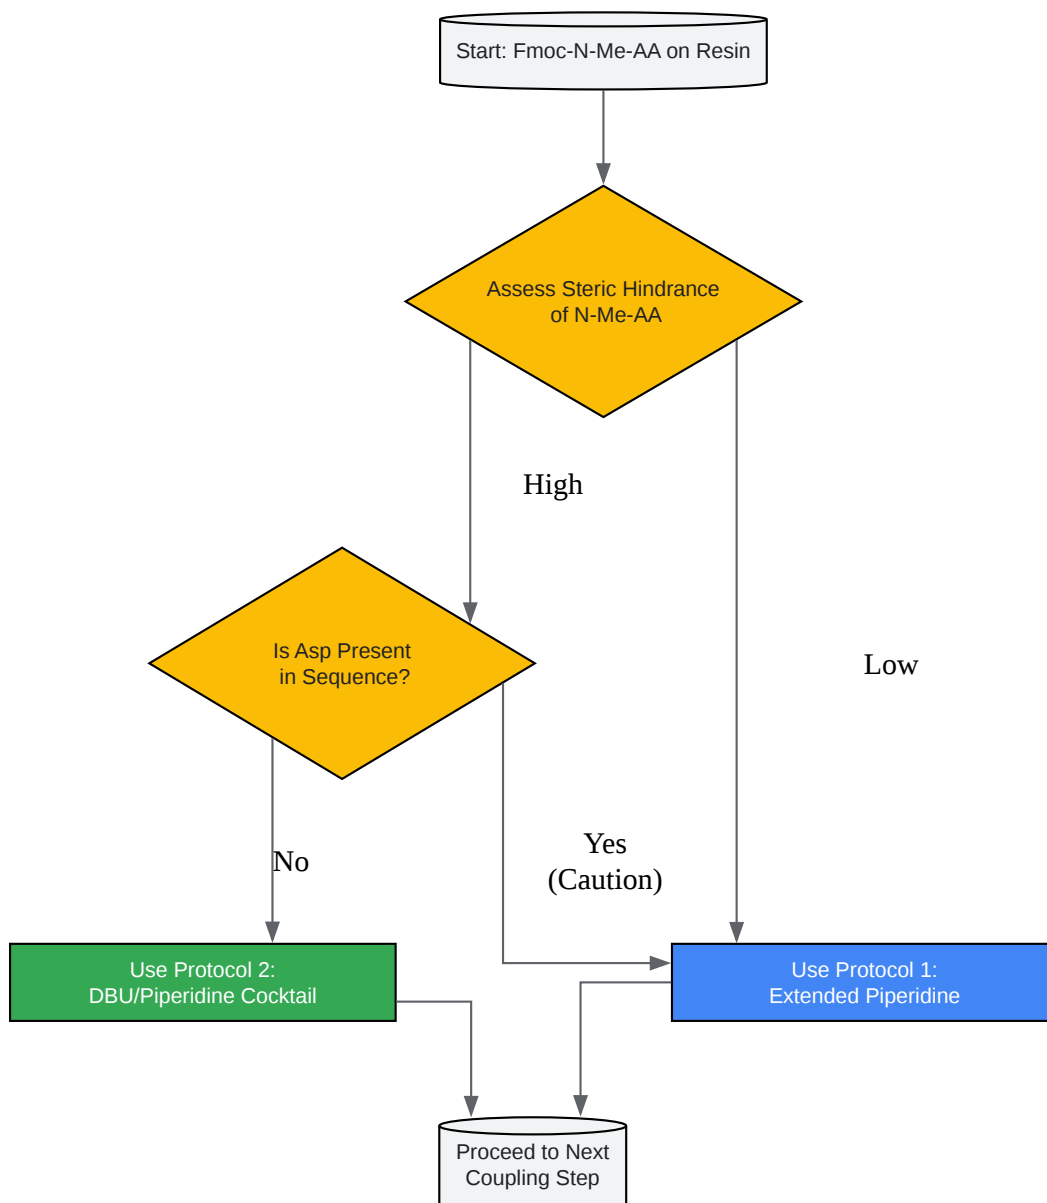 Start: Fmoc-N-Me-AA on Resin
Assess Steric Hindrance
of N-Me-AA
High
Is Asp Present
in Sequence?
Low
Yes
(Caution)
No
Use Protocol 2:
DBU/Piperidine Cocktail
Use Protocol 1:
Extended Piperidine
Proceed to Next
Coupling Step